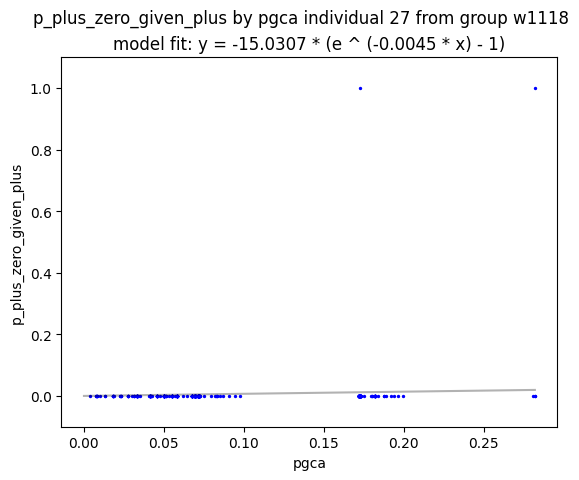 p_plus_zero_given_plus by pgca individual 27 from group w1118
model fit: y = -15.0307 * (e ^ (-0.0045 * x) - 1)
p_plus_zero_given_plus
1.0
0.8
0.6
0.4
0.2
0.0
0.00 0.05 0.10 0.15 0.20 0.25
pgca